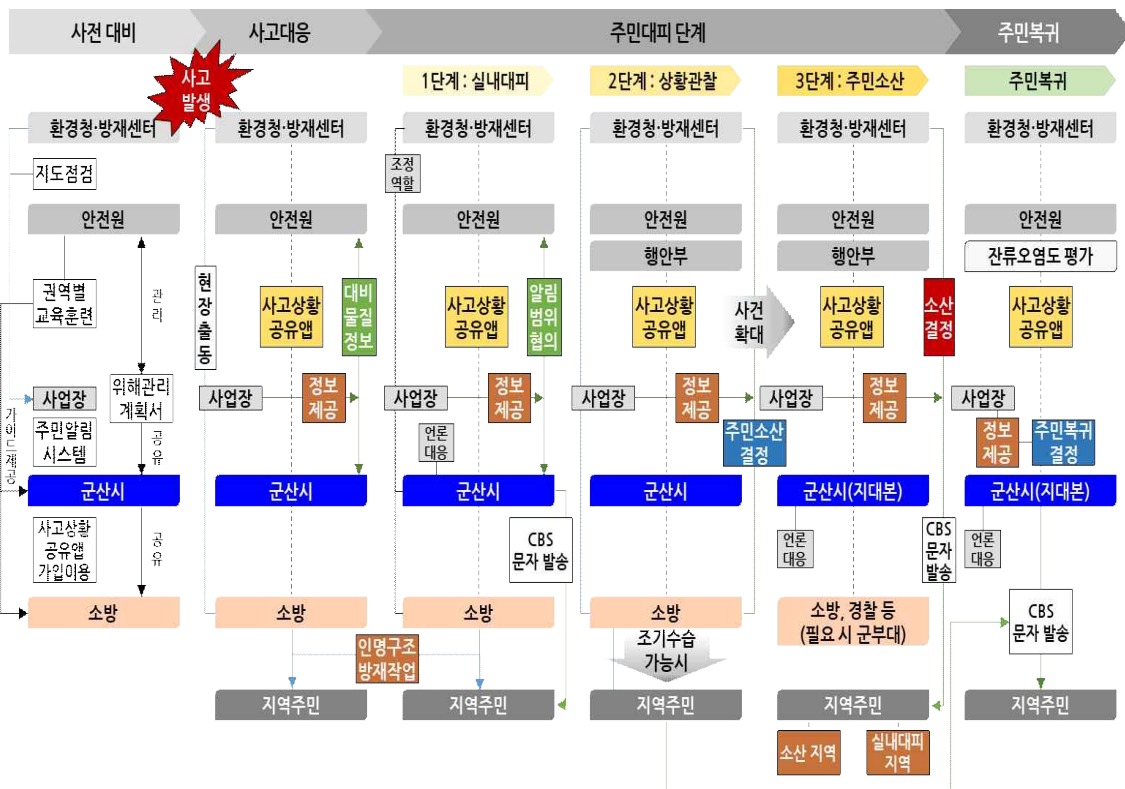 사전 대비
사고대응
주민대피 단계
주민복귀
사고
발생
1단계 : 실내대피
2단계 : 상황관찰
3단계 : 주민소산
주민복귀
환경청·방재센터
환경청·방재센터
환경청·방재센터
환경청·방재센터
환경청·방재센터
환경청·방재센터
지도점검
조정
역할
안전원
안전원
안전원
안전원
안전원
안전원
행안부
행안부
잔류오염도 평가
권역별
교육훈련
관리
현장출동
사고상황
공유앱
대비
물질
정보
사고상황
공유앱
알림
범위
협의
사고상황
공유앱
사건
확대
사고상황
공유앱
소산
결정
사고상황
공유앱
가이드제공
사업장
위해관리
계획서
사업장
정보
제공
사업장
정보
제공
사업장
정보
제공
사업장
정보
제공
사업장
주민알림
시스템
공유
언론
대응
주민소산
결정
정보
제공
주민복귀
결정
군산시
군산시
군산시
군산시
군산시(지대본)
군산시(지대본)
사고상황
공유앱
가입이용
공유
CBS
문자 발송
언론
대응
CBS
문자
발송
언론
대응
소방
소방
소방
소방
소방, 경찰 등
(필요 시 군부대)
CBS
문자 발송
인명구조
방재작업
조기수습
가능시
지역주민
지역주민
지역주민
지역주민
지역주민
소산 지역
실내대피
지역